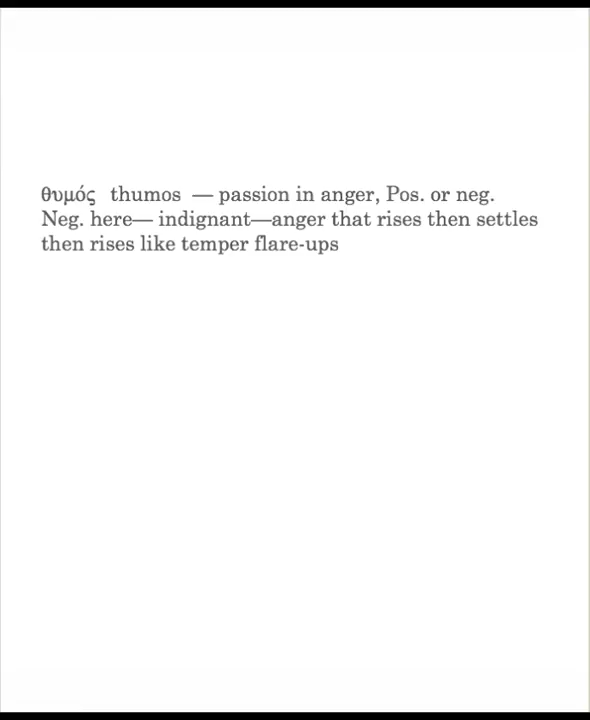 θυμός thumos — passion in anger, Pos. or neg.
Neg. here— indignant—anger that rises then settles
then rises like temper flare-ups